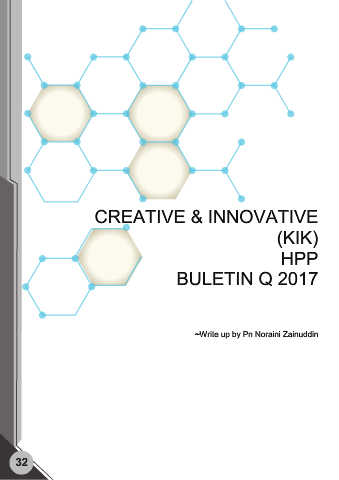 CREATIVE & INNOVATIVE
(KIK)
HPP
BULETIN Q 2017
~Write up by Pn Noraini Zainuddin
32